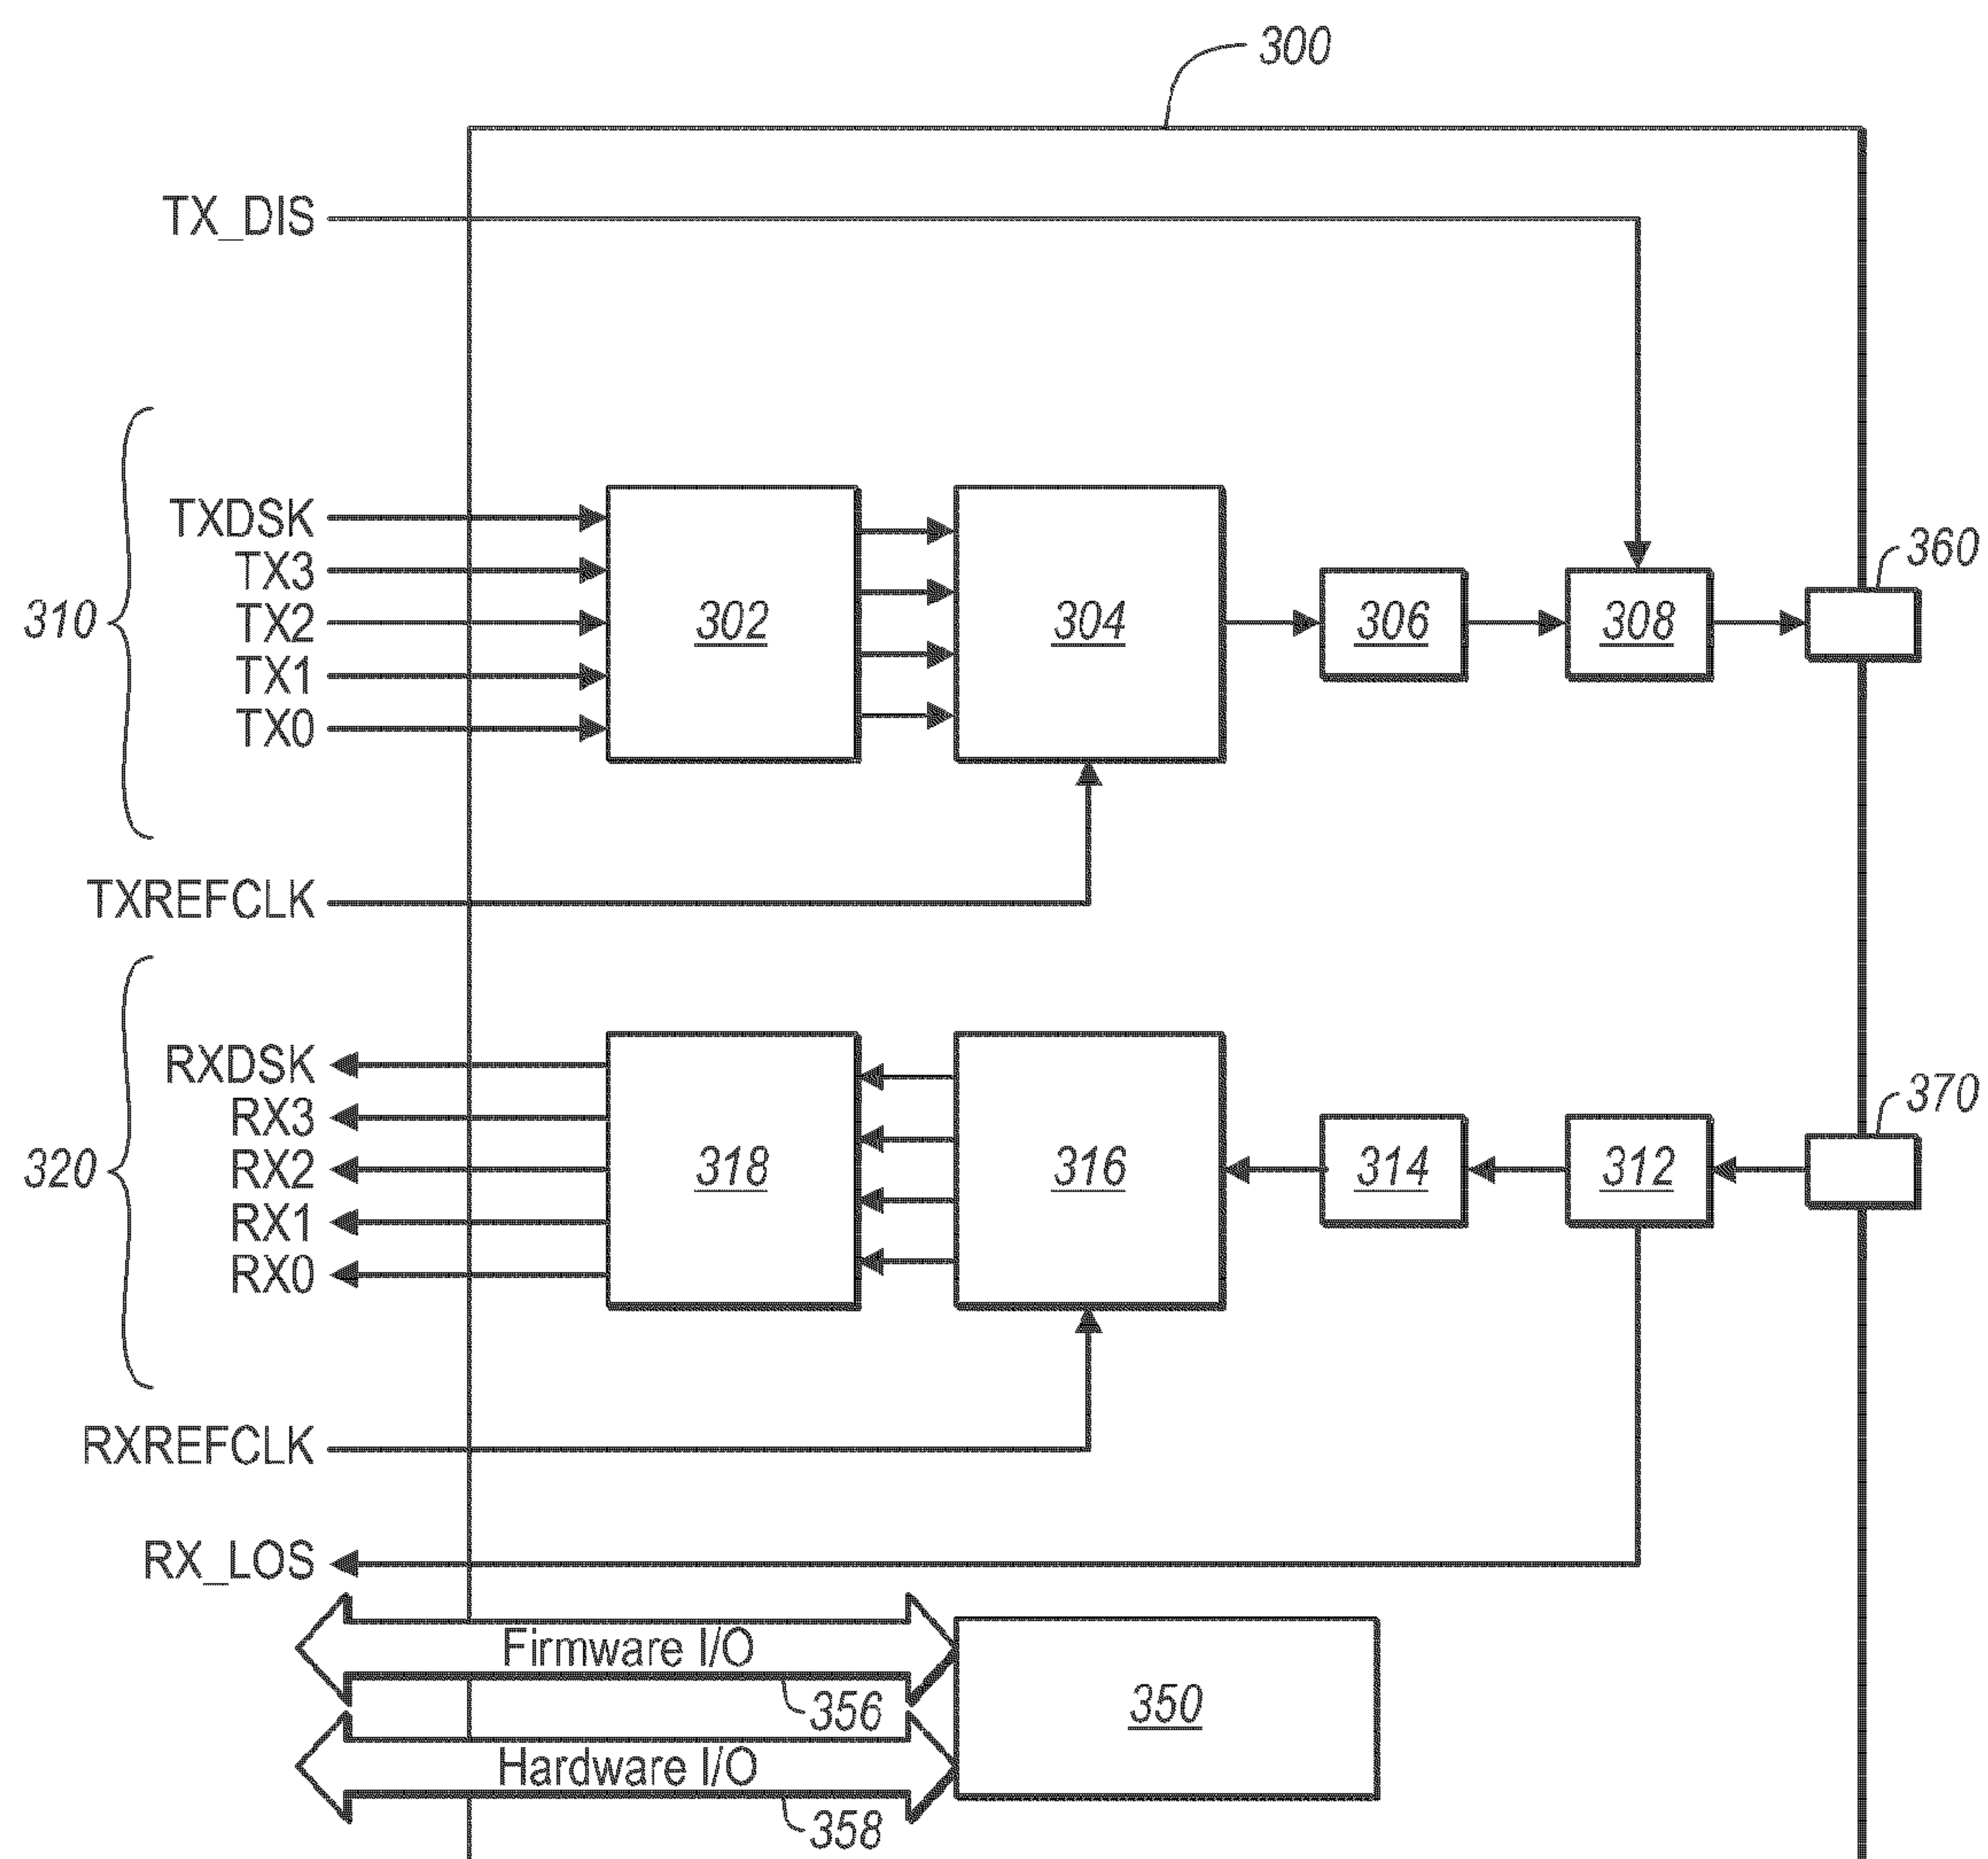 300
TX_DIS
360
TXDSK
TX3
310
TX2
302
304
306
308
TX1
TX0
TXREFCLK
370
RXDSK
RX3
320
RX2
318
316
314
312
RX1
RX0
RXREFCLK
RX_LOS
Firmware I/O
356
350
Hardware I/O
358